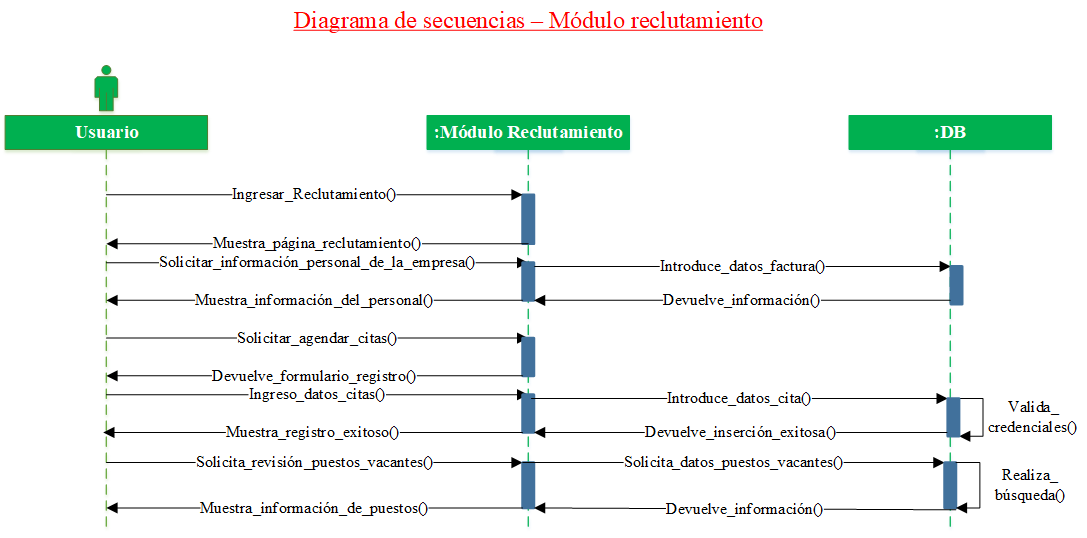 Diagrama de secuencias – Módulo reclutamiento
Usuario
:Módulo Reclutamiento
:DB
Ingresar_Reclutamiento()
Muestra_página_reclutamiento()
Solicitar_información_personal_de_la_empresa()
Introduce_datos_factura()
Muestra_información_del_personal()
Devuelve_información()
Solicitar_agendar_citas()
Devuelve_formulario_registro()
Ingreso_datos_citas()
Introduce_datos_cita()
Valida_
credenciales()
Muestra_registro_exitoso()
Devuelve_inserción_exitosa()
Solicita_revisión_puestos_vacantes()
Solicita_datos_puestos_vacantes()
Realiza_
búsqueda()
Muestra_información_de_puestos()
Devuelve_información()